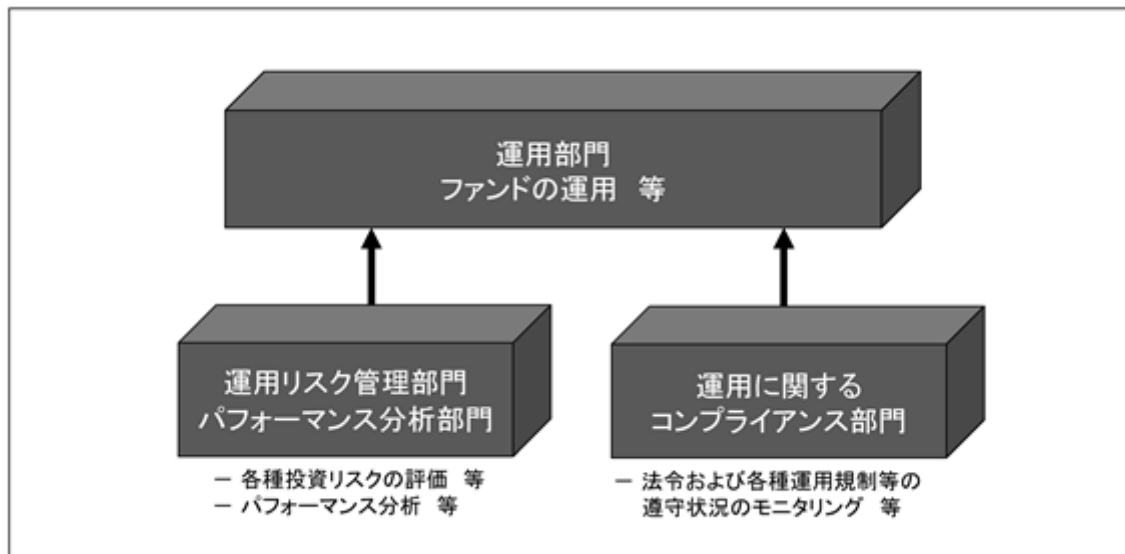 運用部門
ファンドの運用 等
運用リスク管理部門
パフォーマンス分析部門
－ 各種投資リスクの評価 等
－ パフォーマンス分析 等
運用に関する
コンプライアンス部門
－ 法令および各種運用規制等の
遵守状況のモニタリング 等